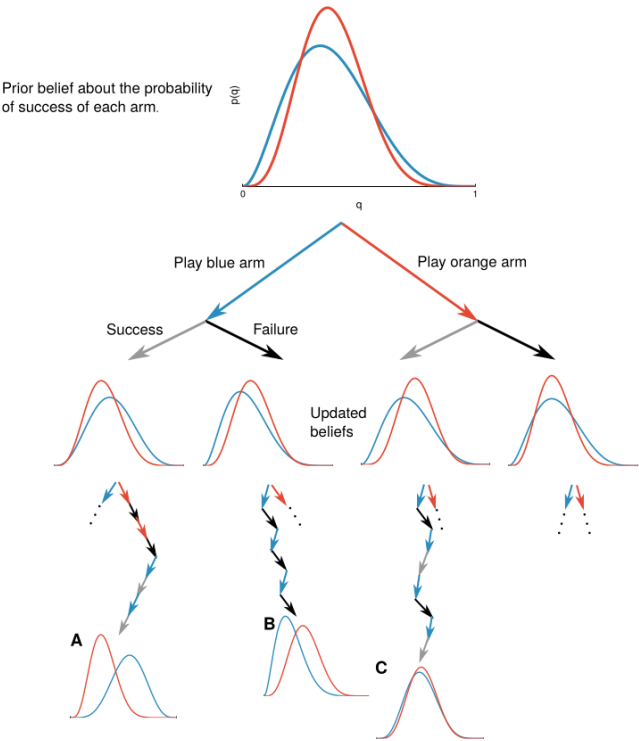 Prior belief about the probability
of success of each arm.
p(q)
0
1
q
Play blue arm
Play orange arm
Success
Failure
Updated
beliefs
A
B
C